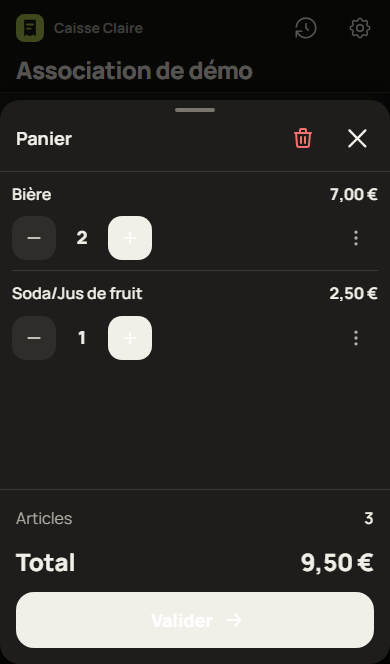 Caisse Claire
Association de démo
Panier
Bière 7,00 €
2
Soda/Jus de fruit 2,50 €
1
Articles 3
Total 9,50 €
Valider